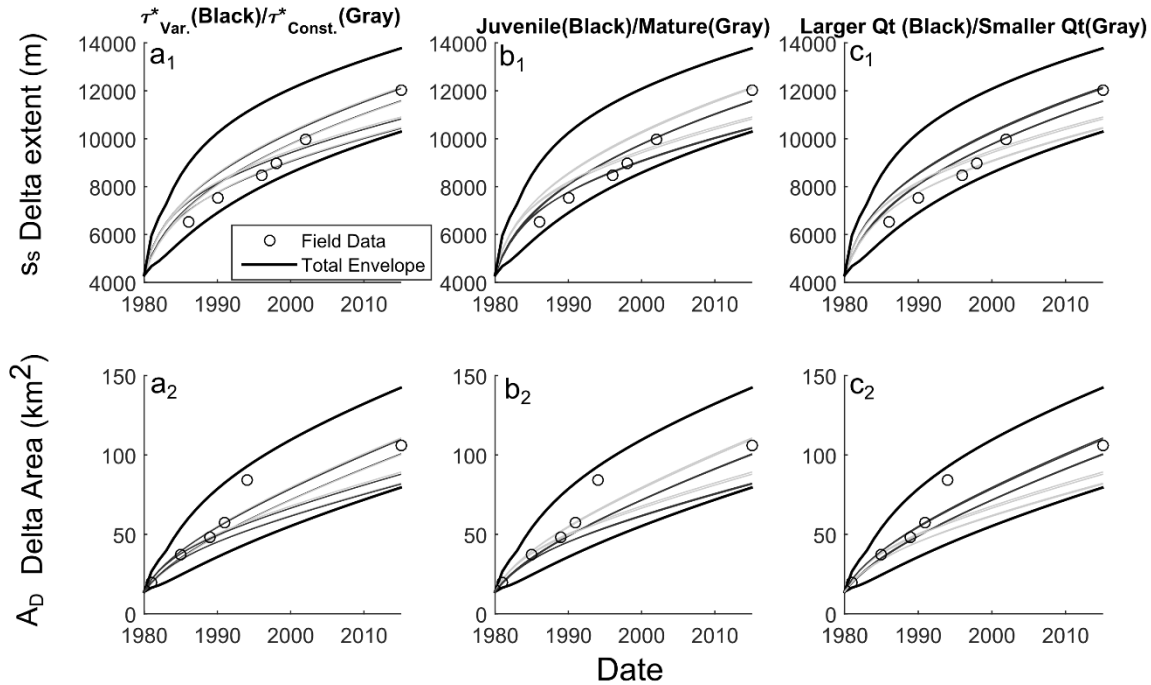 τ*Var.(Black)/τ*Const.(Gray)
Juvenile(Black)/Mature(Gray)
Larger Qt (Black)/Smaller Qt(Gray)
ss Delta extent (m)
14000
12000
10000
8000
6000
4000
a1
Field Data
Total Envelope
1980 1990 2000 2010
14000
12000
10000
8000
6000
4000
b1
1980 1990 2000 2010
14000
12000
10000
8000
6000
4000
c1
1980 1990 2000 2010
AD Delta Area (km2)
150
100
50
0
a2
1980 1990 2000 2010
150
100
50
0
b2
1980 1990 2000 2010
150
100
50
0
c2
1980 1990 2000 2010
Date